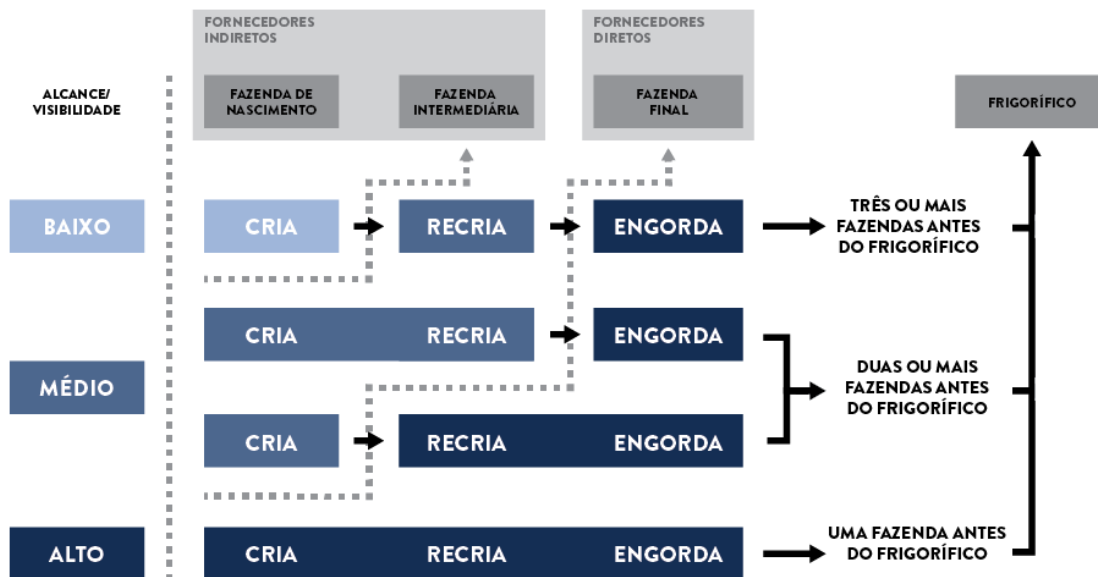 FORNECEDORES
INDIRETOS
FORNECEDORES
DIRETOS
ALCANCE/
VISIBILIDADE
FAZENDA DE
NASCIMENTO
FAZENDA
INTERMEDIÁRIA
FAZENDA
FINAL
FRIGORÍFICO
BAIXO
CRIA
RECRIA
ENGORDA
TRÊS OU MAIS
FAZENDAS ANTES
DO FRIGORÍFICO
MÉDIO
CRIA
RECRIA
ENGORDA
CRIA
RECRIA
ENGORDA
DUAS OU MAIS
FAZENDAS ANTES
DO FRIGORÍFICO
ALTO
CRIA
RECRIA
ENGORDA
UMA FAZENDA ANTES
DO FRIGORÍFICO